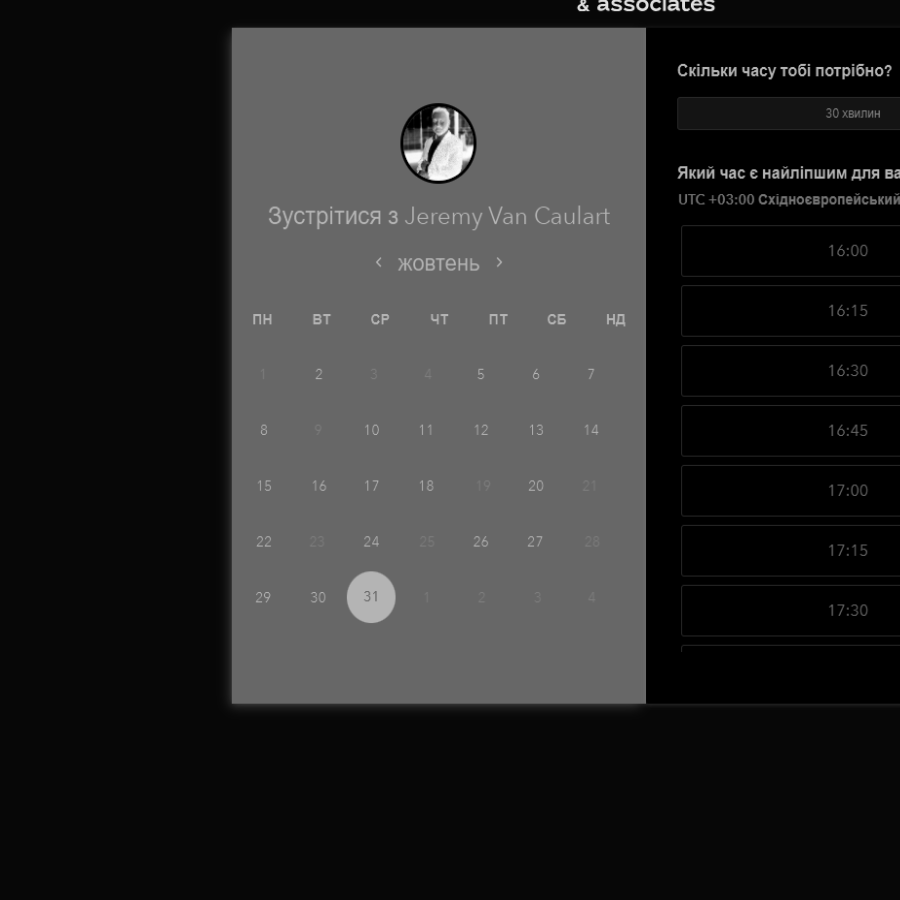 & associates
Зустрітися з Jeremy Van Caulart
‹ жовтень ›
ПН ВТ СР ЧТ ПТ СБ НД
1 2 3 4 5 6 7
8 9 10 11 12 13 14
15 16 17 18 19 20 21
22 23 24 25 26 27 28
29 30 31 1 2 3 4
Скільки часу тобі потрібно?
30 хвилин
Який час є найліпшим для ва
UTC +03:00 Східноєвропейський
16:00
16:15
16:30
16:45
17:00
17:15
17:30